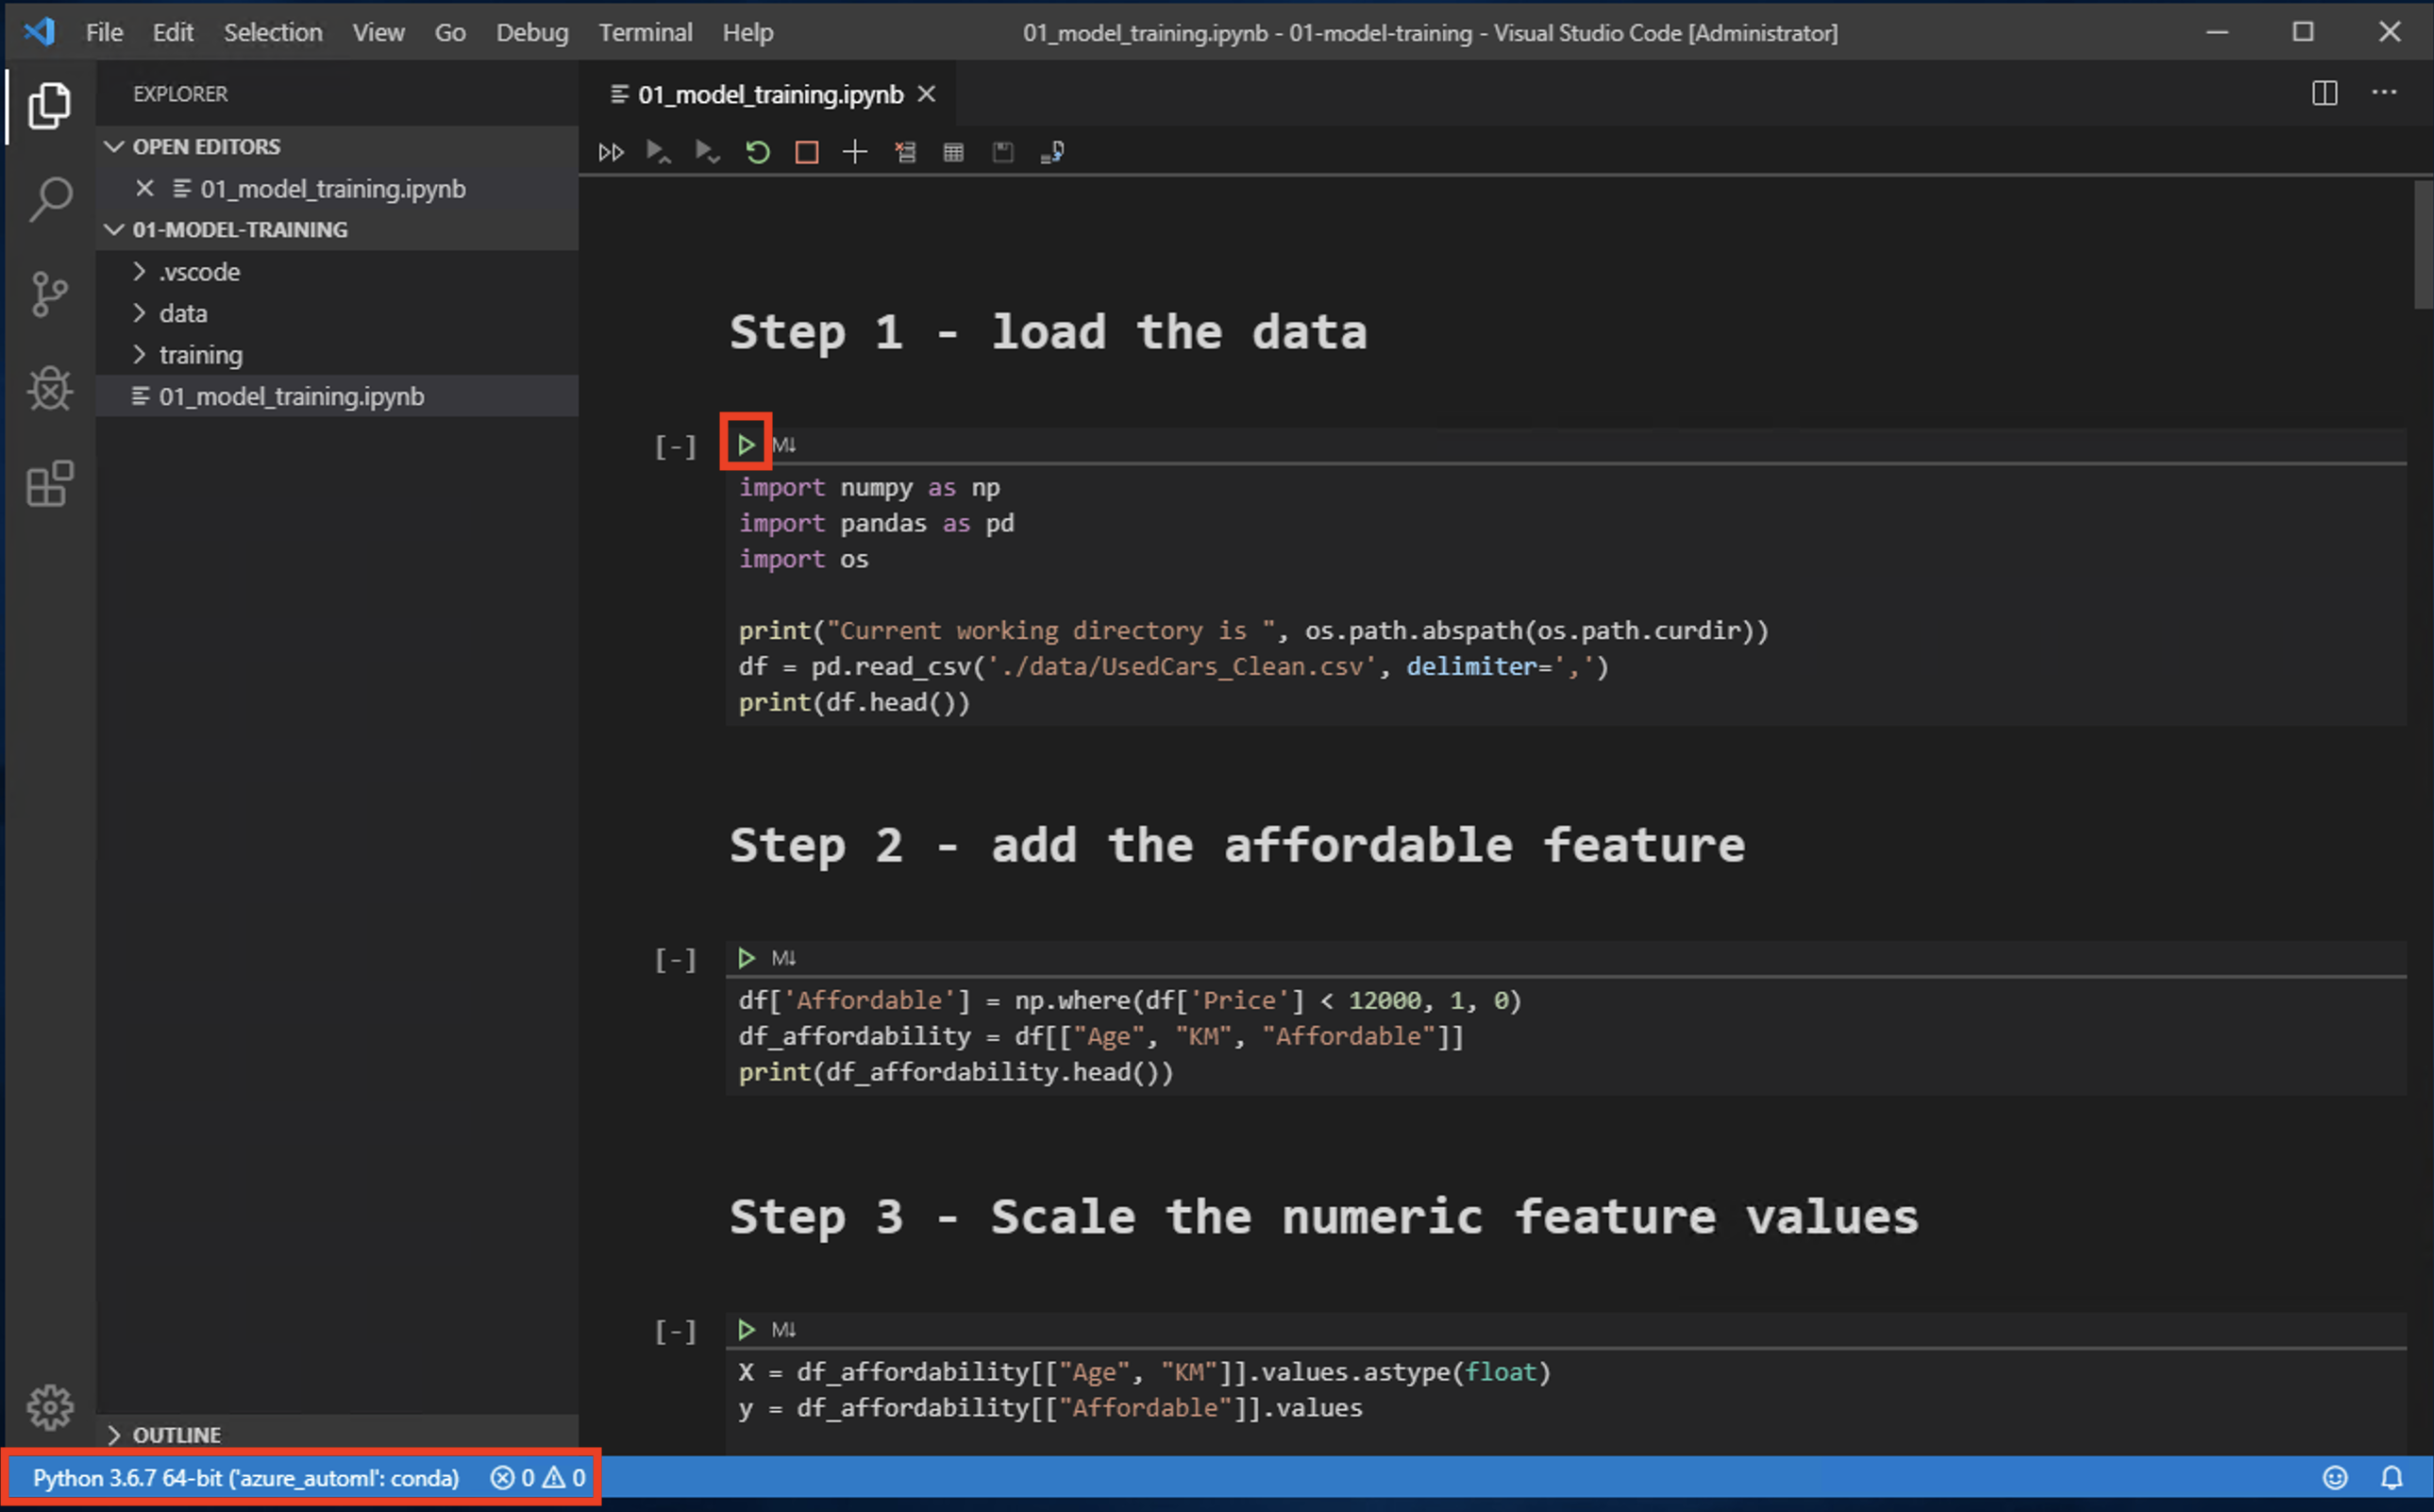 File Edit Selection View Go Debug Terminal Help
01_model_training.ipynb - 01-model-training - Visual Studio Code [Administrator]
EXPLORER
OPEN EDITORS
01_model_training.ipynb
01-MODEL-TRAINING
.vscode
data
training
01_model_training.ipynb
OUTLINE
01_model_training.ipynb
Step 1 - load the data
[-] M↓
import numpy as np
import pandas as pd
import os
print("Current working directory is ", os.path.abspath(os.path.curdir))
df = pd.read_csv('./data/UsedCars_Clean.csv', delimiter=',')
print(df.head())
Step 2 - add the affordable feature
[-] M↓
df['Affordable'] = np.where(df['Price'] < 12000, 1, 0)
df_affordability = df[["Age", "KM", "Affordable"]]
print(df_affordability.head())
Step 3 - Scale the numeric feature values
[-] M↓
X = df_affordability[["Age", "KM"]].values.astype(float)
y = df_affordability[["Affordable"]].values
Python 3.6.7 64-bit ('azure_automl': conda) 0 0